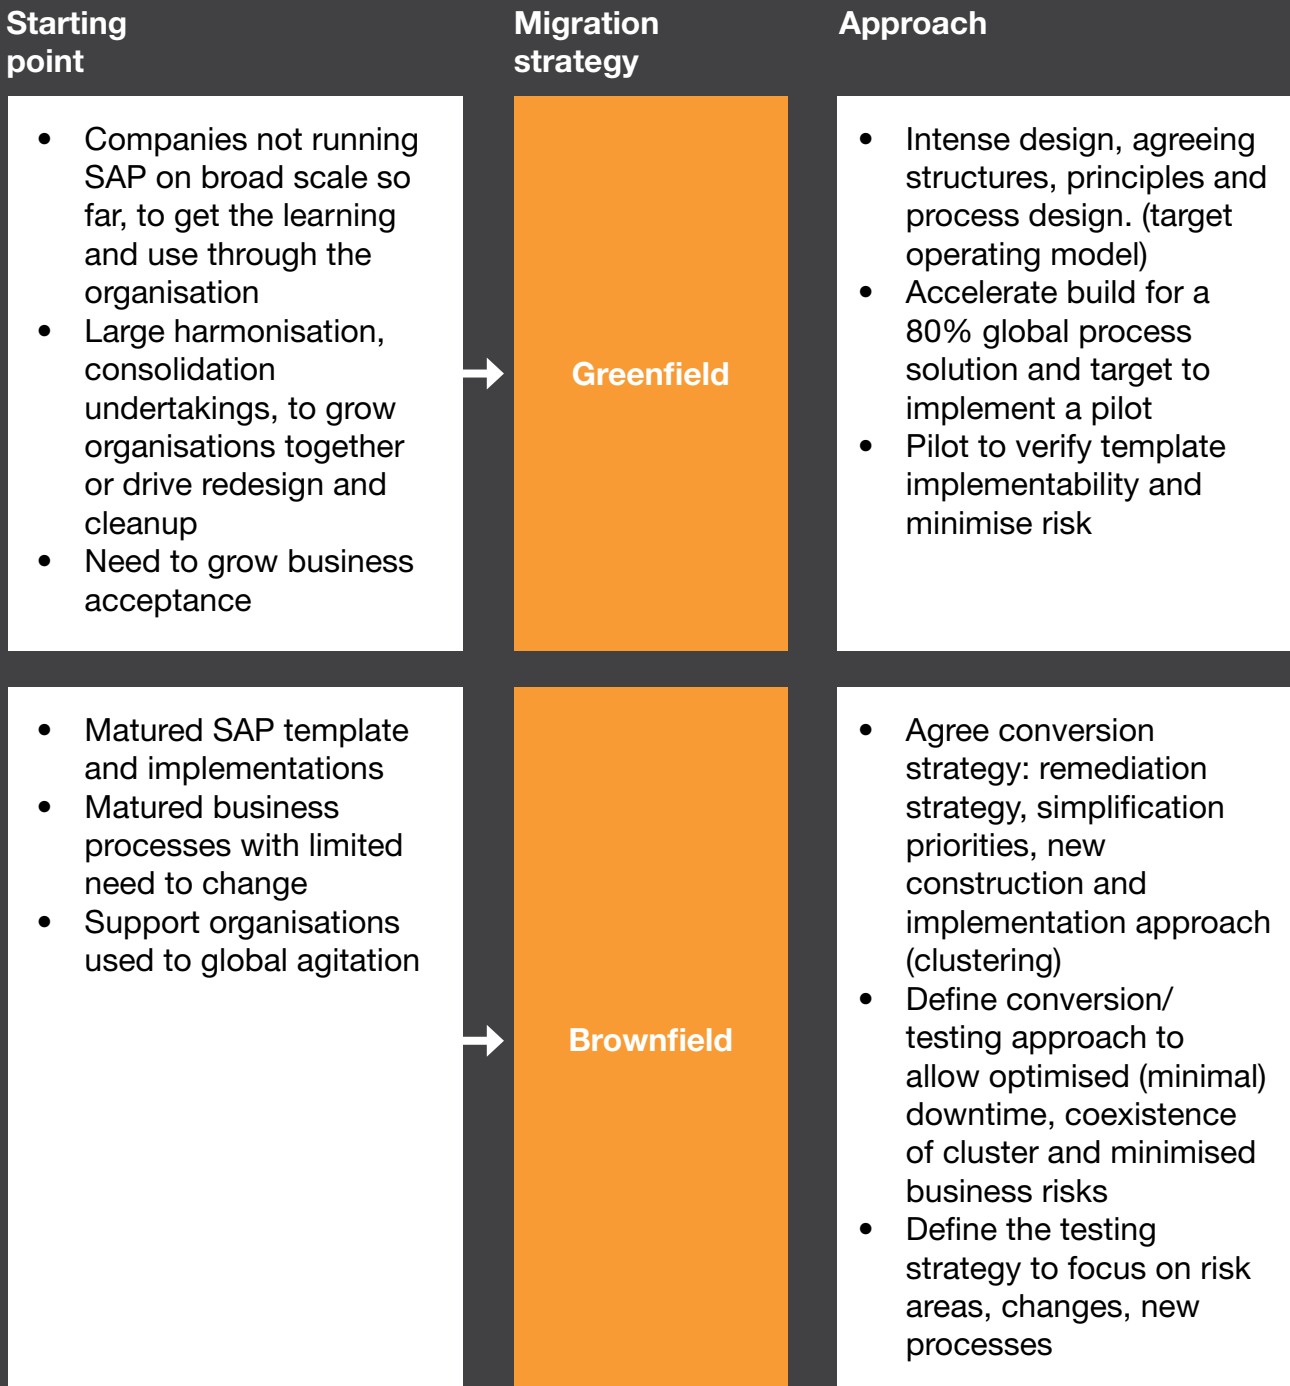 Starting
point
Migration
strategy
Approach
• Companies not running
SAP on broad scale so
far, to get the learning
and use through the
organisation
• Large harmonisation,
consolidation
undertakings, to grow
organisations together
or drive redesign and
cleanup
• Need to grow business
acceptance
Greenfield
• Intense design, agreeing
structures, principles and
process design. (target
operating model)
• Accelerate build for a
80% global process
solution and target to
implement a pilot
• Pilot to verify template
implementability and
minimise risk
• Matured SAP template
and implementations
• Matured business
processes with limited
need to change
• Support organisations
used to global agitation
Brownfield
• Agree conversion
strategy: remediation
strategy, simplification
priorities, new
construction and
implementation approach
(clustering)
• Define conversion/
testing approach to
allow optimised (minimal)
downtime, coexistence
of cluster and minimised
business risks
• Define the testing
strategy to focus on risk
areas, changes, new
processes